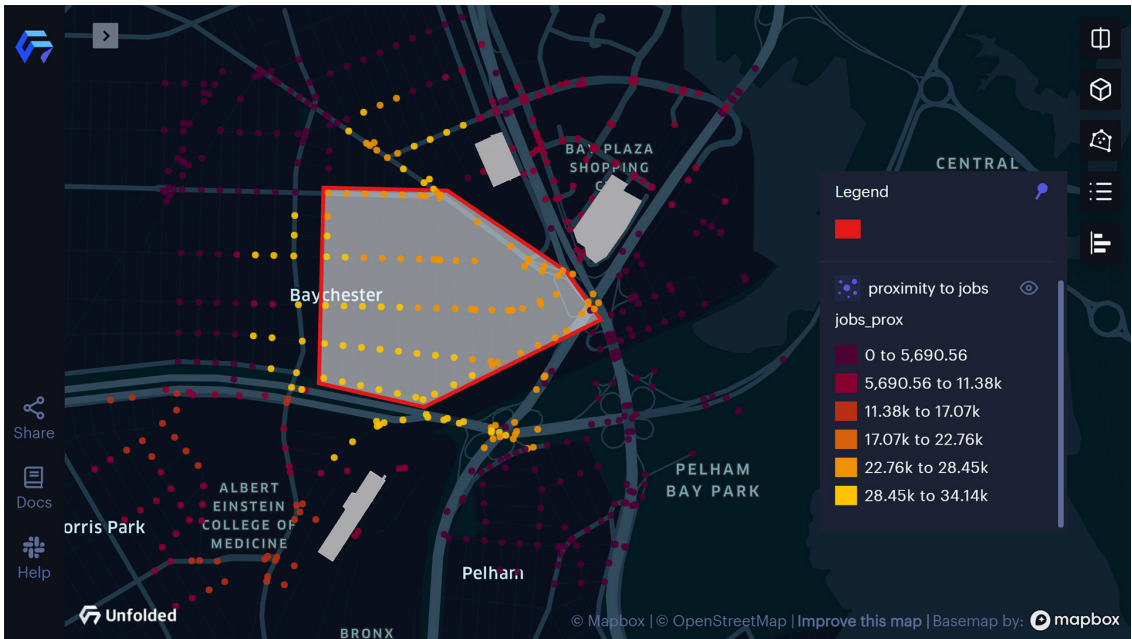 BAY PLAZA
SHOPPING
C
CENTRAL
Legend
proximity to jobs
jobs_prox
0 to 5,690.56
5,690.56 to 11.38k
11.38k to 17.07k
17.07k to 22.76k
22.76k to 28.45k
28.45k to 34.14k
Baychester
Share
Docs
Help
ALBERT
EINSTEIN
COLLEGE OF
MEDICINE
orris Park
PELHAM
BAY PARK
Pelham
Unfolded
BRONX
© Mapbox | © OpenStreetMap | Improve this map | Basemap by: mapbox